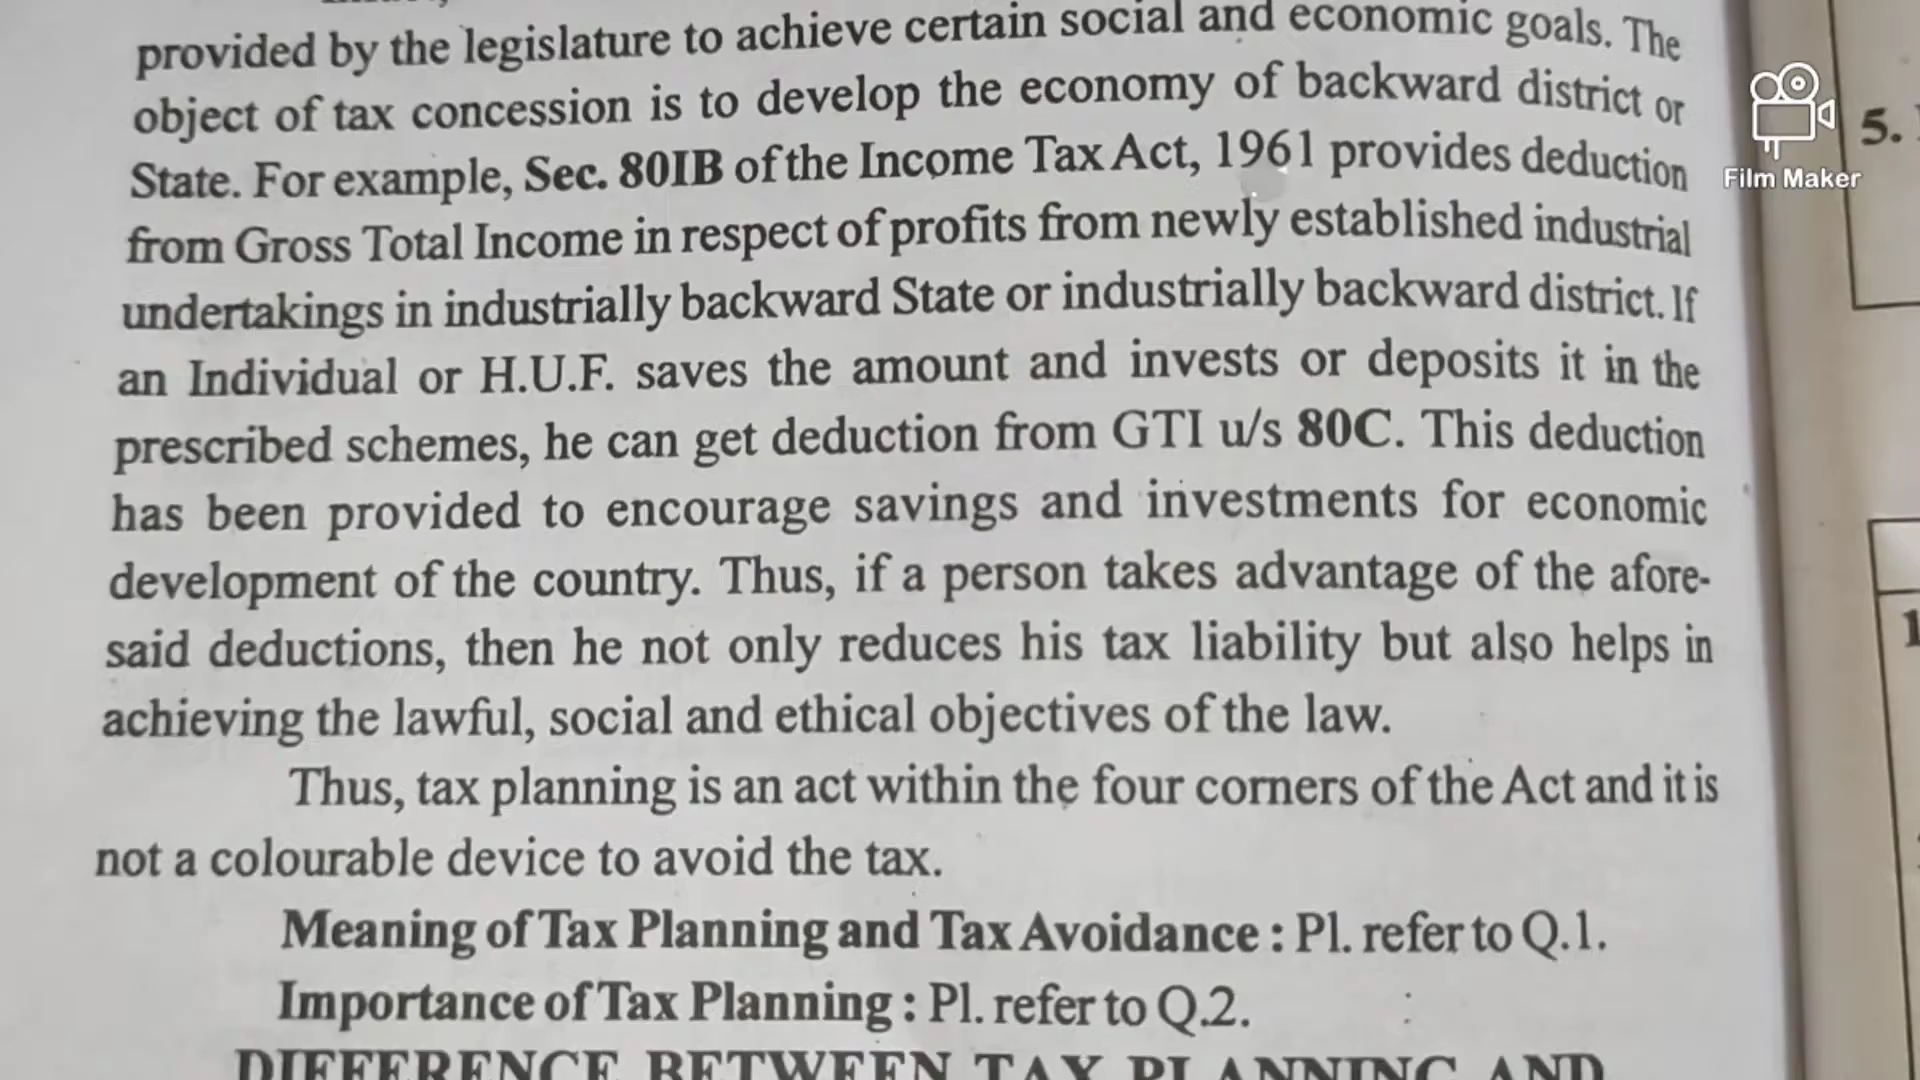 provided by the legislature to achieve certain social and economic goals. The
object of tax concession is to develop the economy of backward district or
State. For example, Sec. 80IB of the Income Tax Act, 1961 provides deduction
from Gross Total Income in respect of profits from newly established industrial
undertakings in industrially backward State or industrially backward district. If
an Individual or H.U.F. saves the amount and invests or deposits it in the
prescribed schemes, he can get deduction from GTI u/s 80C. This deduction
has been provided to encourage savings and investments for economic
development of the country. Thus, if a person takes advantage of the afore-
said deductions, then he not only reduces his tax liability but also helps in
achieving the lawful, social and ethical objectives of the law.
Thus, tax planning is an act within the four corners of the Act and it is
not a colourable device to avoid the tax.
Meaning of Tax Planning and Tax Avoidance : Pl. refer to Q.1.
Importance of Tax Planning : Pl. refer to Q.2.
DIFFERENCE BETWEEN TAX PLANNING AND
Film Maker
5.
1